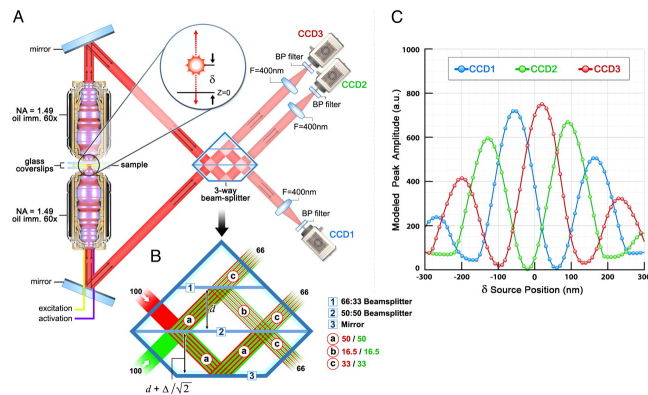 A
mirror
NA = 1.49
oil imm. 60x
glass
coverslips
sample
NA = 1.49
oil imm. 60x
mirror
excitation
activation
δ
Z=0
CCD3
BP filter
F=400nm
CCD2
BP filter
F=400nm
3-way
beam-splitter
F=400nm
BP filter
CCD1
B
100
100
66
66
66
1
2
3
a
a
a
a
b
c
c
c
d
d + Δ/√2
1 66:33 Beamsplitter
2 50:50 Beamsplitter
3 Mirror
a 50 / 50
b 16.5 / 16.5
c 33 / 33
C
Modeled Peak Amplitude (a.u.)
1000
800
600
400
200
0
CCD1 CCD2 CCD3
-300 -200 -100 0 100 200 300
δ Source Position (nm)